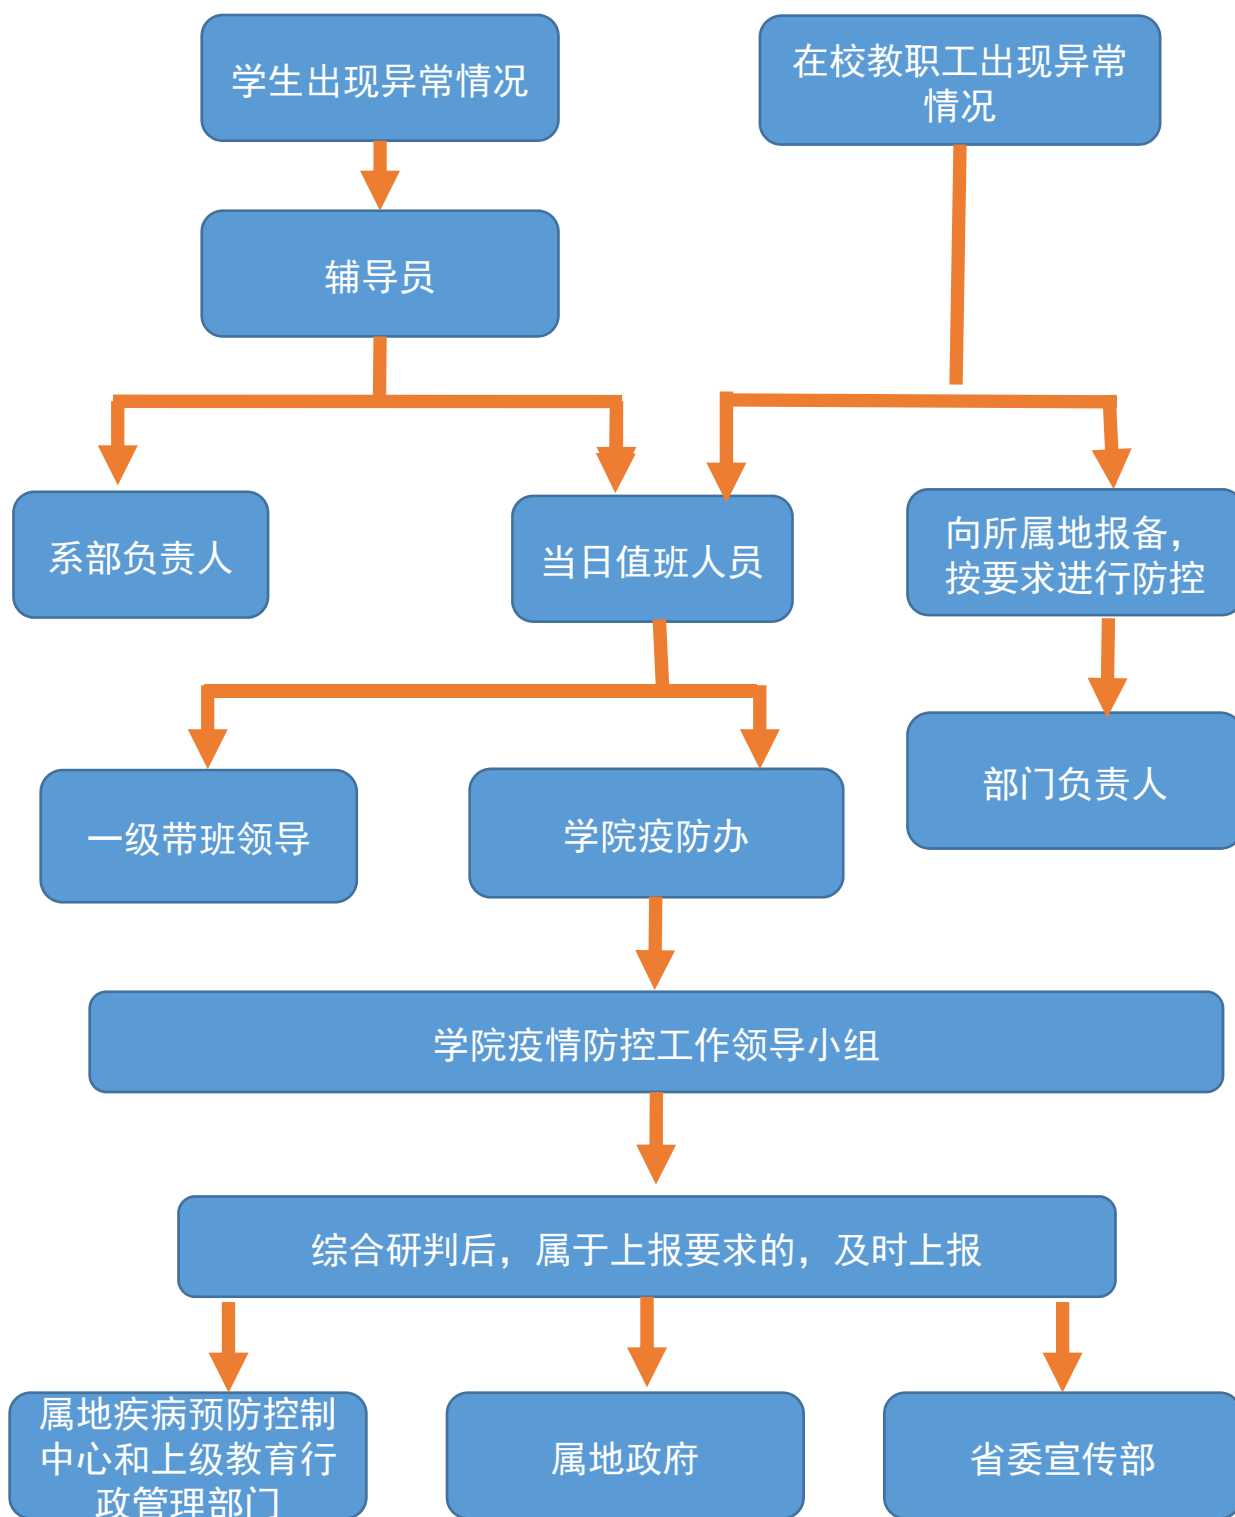 学生出现异常情况
在校教职工出现异常
情况
辅导员
系部负责人
当日值班人员
向所属地报备，
按要求进行防控
一级带班领导
学院疫防办
部门负责人
学院疫情防控工作领导小组
综合研判后，属于上报要求的，及时上报
属地疾病预防控制
中心和上级教育行
政管理部门
属地政府
省委宣传部